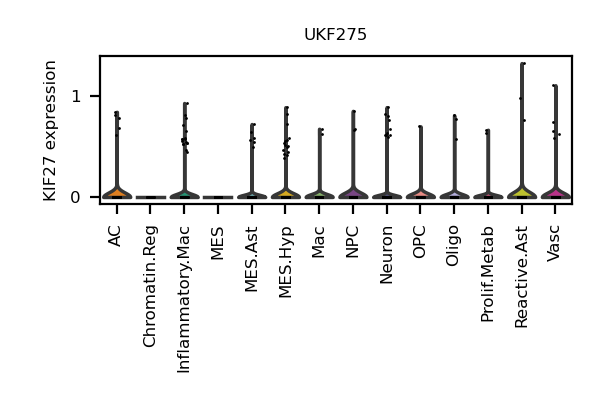 UKF275
KIF27 expression
1
0
AC
Chromatin.Reg
Inflammatory.Mac
MES
MES.Ast
MES.Hyp
Mac
NPC
Neuron
OPC
Oligo
Prolif.Metab
Reactive.Ast
Vasc